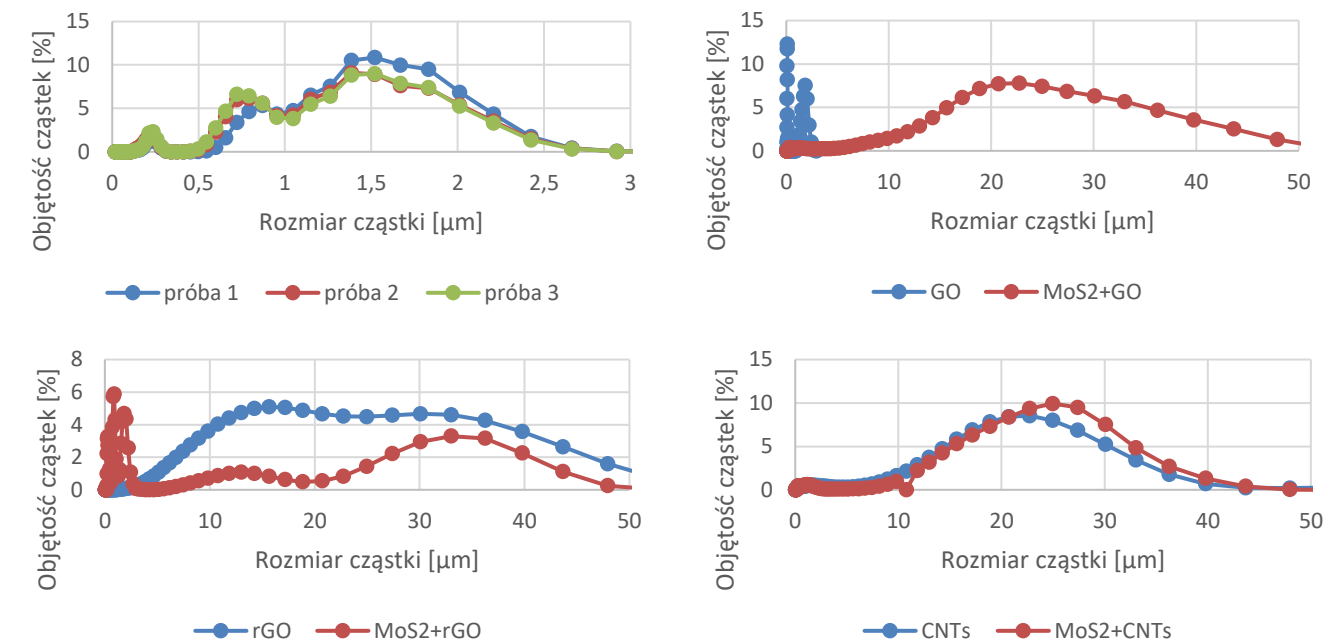 15
10
5
0
0 0,5 1 1,5 2 2,5 3
Objętość cząstek [%]
Rozmiar cząstki [µm]
próba 1 próba 2 próba 3
15
10
5
0
0 10 20 30 40 50
Objętość cząstek [%]
Rozmiar cząstki [µm]
GO MoS2+GO
8
6
4
2
0
0 10 20 30 40 50
Objętość cząstek [%]
Rozmiar cząstki [µm]
rGO MoS2+rGO
15
10
5
0
0 10 20 30 40 50
Objętość cząstek [%]
Rozmiar cząstki [µm]
CNTs MoS2+CNTs